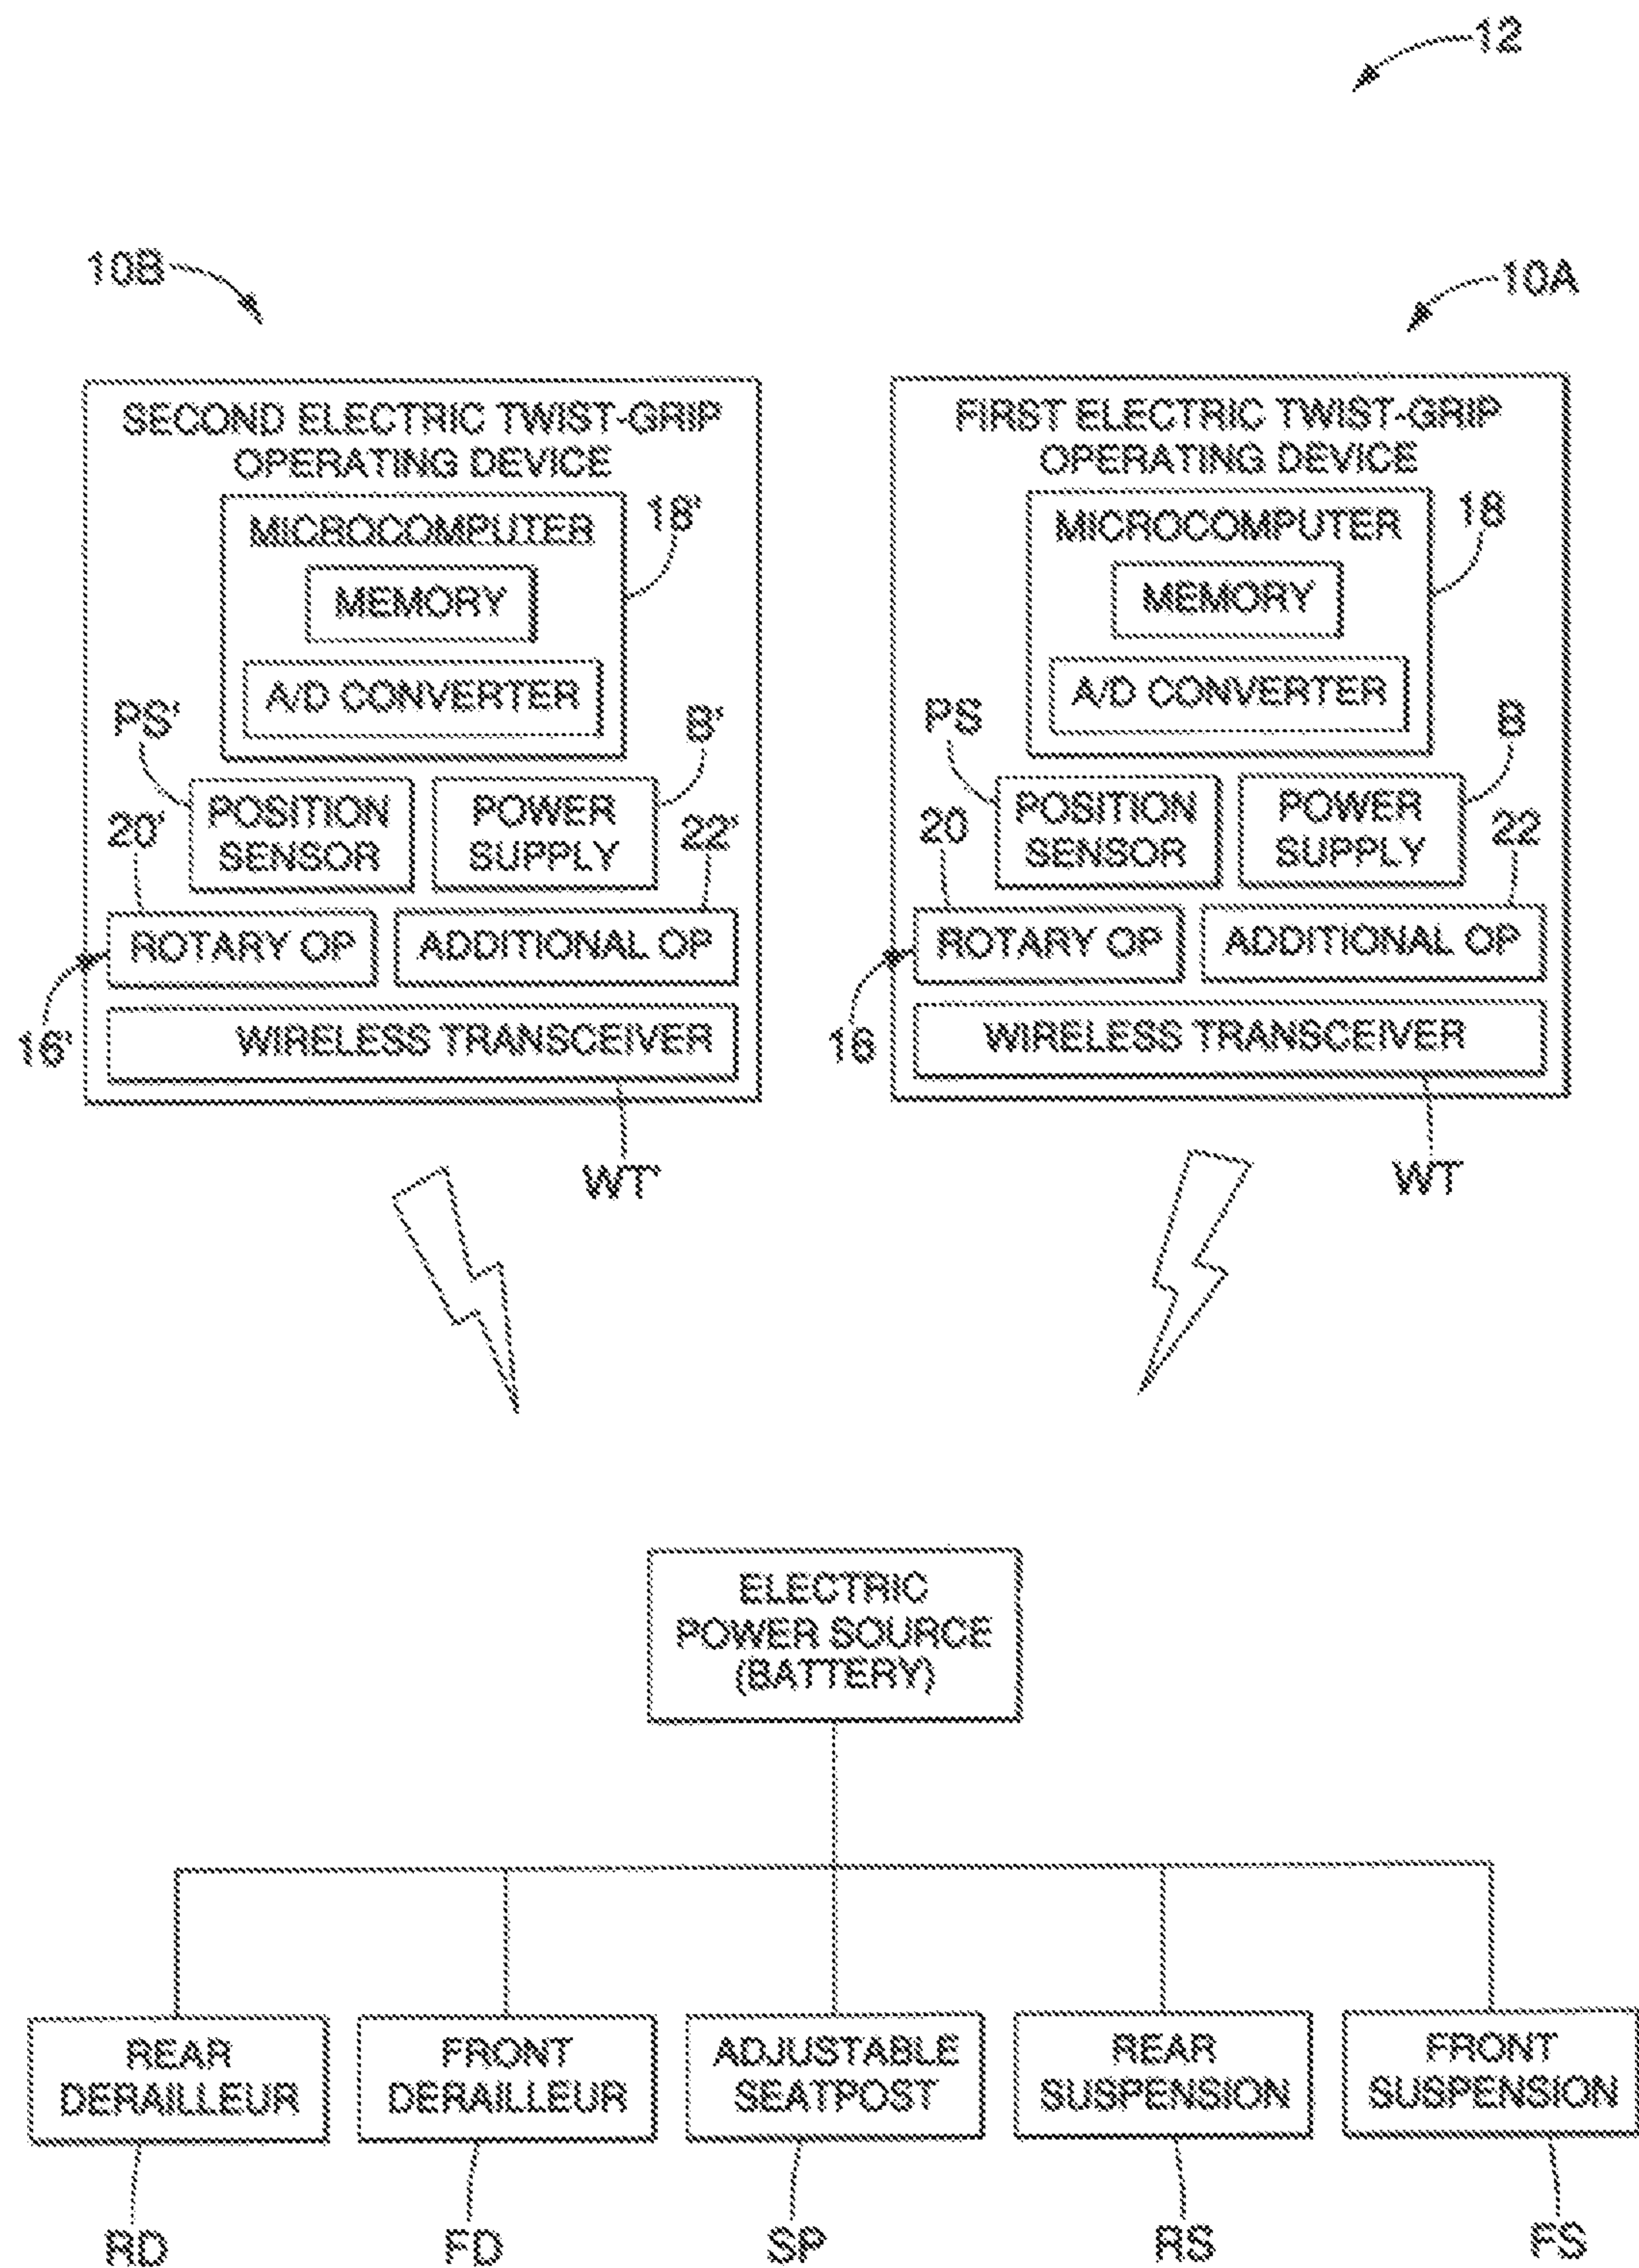 12
10B
10A
SECOND ELECTRIC TWIST-GRIP
OPERATING DEVICE
MICROCOMPUTER
18'
MEMORY
A/D CONVERTER
PS'
B'
POSITION
SENSOR
POWER
SUPPLY
20'
22'
ROTARY OP
ADDITIONAL OP
16'
WIRELESS TRANSCEIVER
WT'
FIRST ELECTRIC TWIST-GRIP
OPERATING DEVICE
MICROCOMPUTER
18
MEMORY
A/D CONVERTER
PS
B
POSITION
SENSOR
POWER
SUPPLY
20
22
ROTARY OP
ADDITIONAL OP
16
WIRELESS TRANSCEIVER
WT
ELECTRIC
POWER SOURCE
(BATTERY)
REAR
DERAILLEUR
FRONT
DERAILLEUR
ADJUSTABLE
SEATPOST
REAR
SUSPENSION
FRONT
SUSPENSION
RD
FD
SP
RS
FS